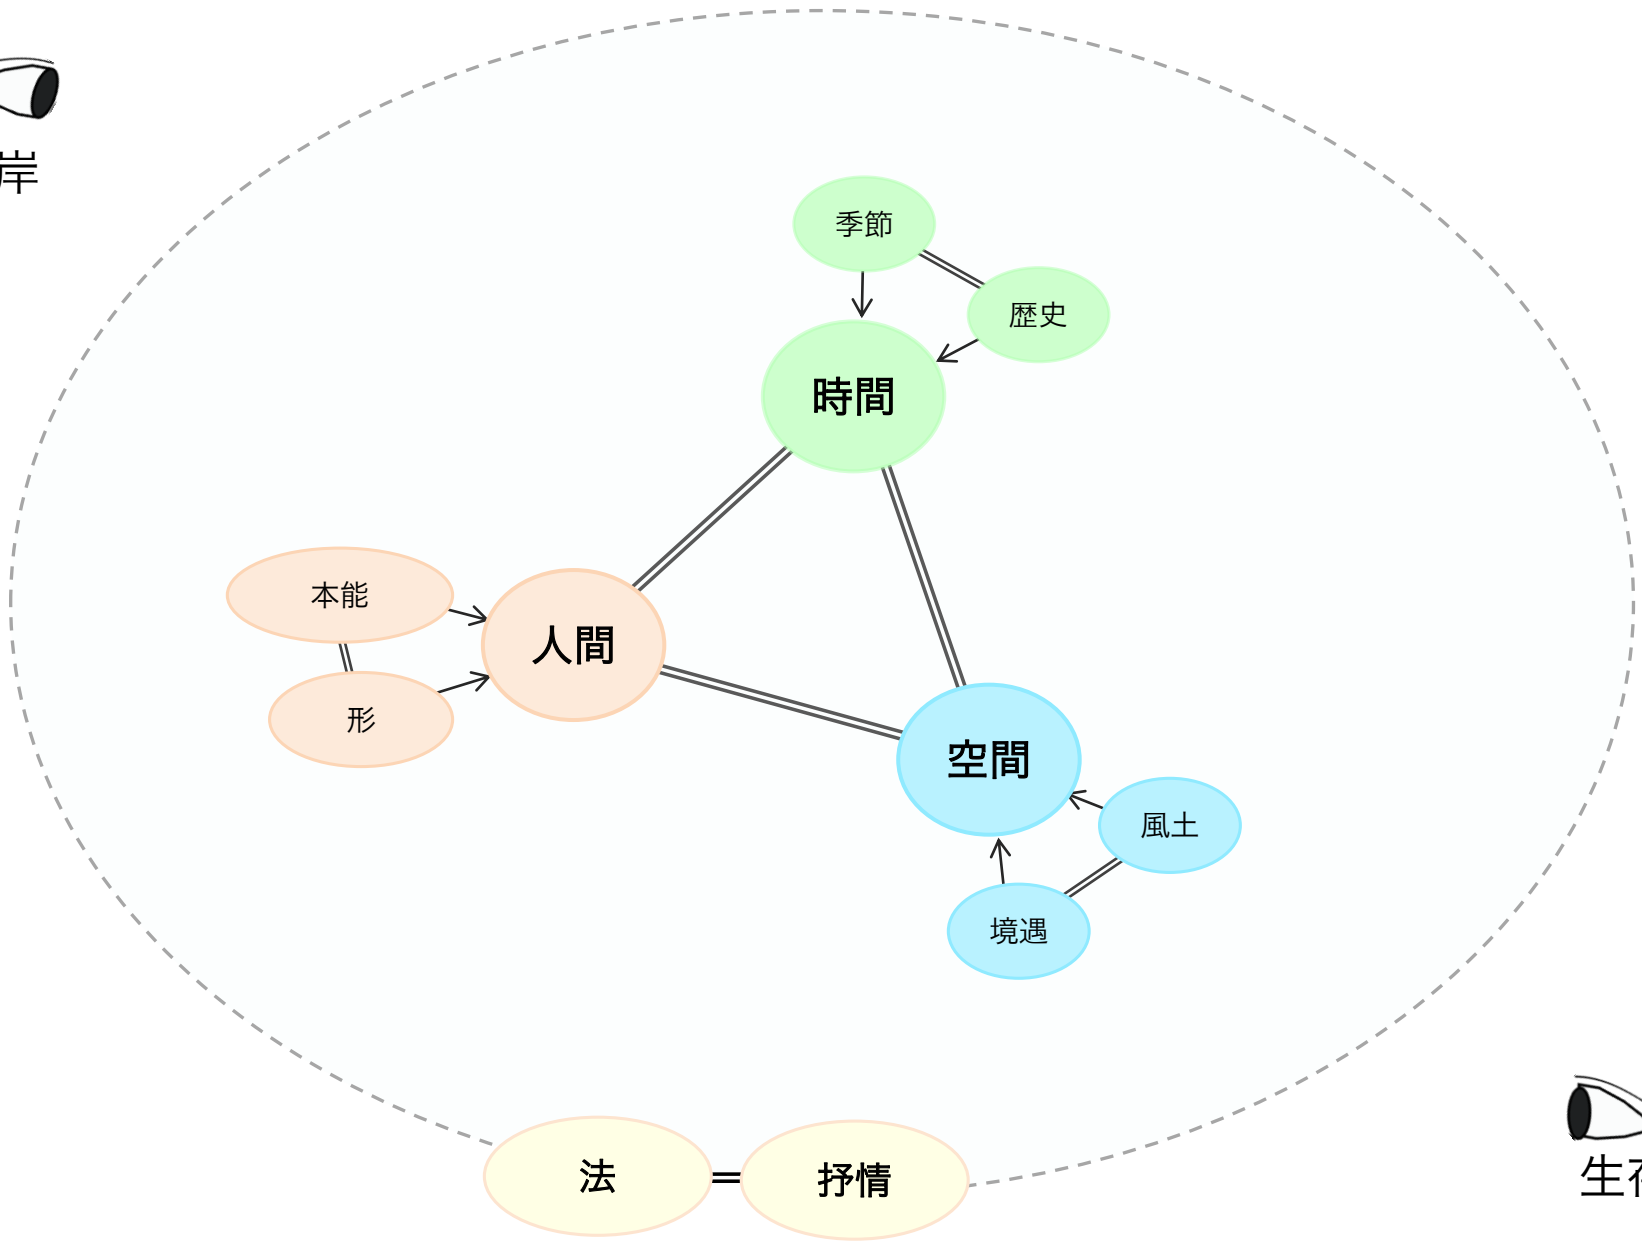 岸
季節
歴史
時間
本能
人間
形
空間
風土
境遇
法
抒情
生